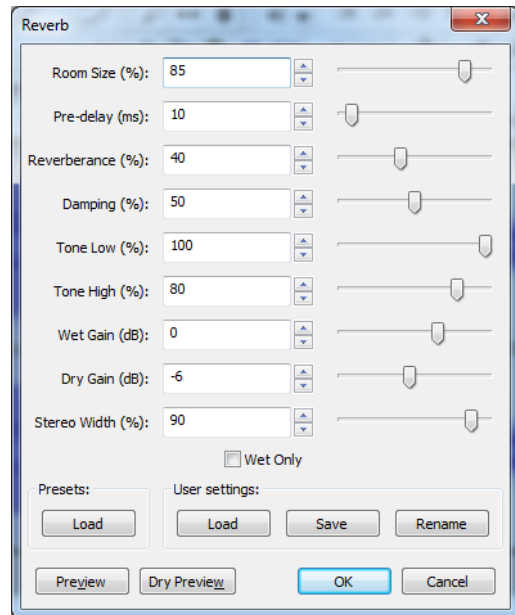 Reverb
Room Size (%): 85
Pre-delay (ms): 10
Reverberance (%): 40
Damping (%): 50
Tone Low (%): 100
Tone High (%): 80
Wet Gain (dB): 0
Dry Gain (dB): -6
Stereo Width (%): 90
Wet Only
Presets: User settings:
Load Load Save Rename
Preview Dry Preview OK Cancel